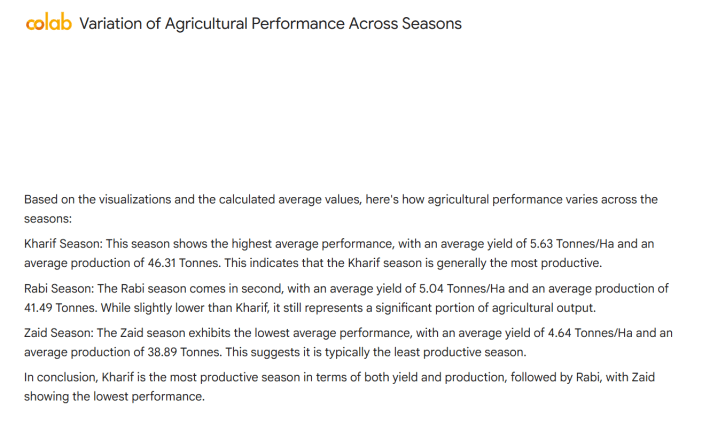 colab Variation of Agricultural Performance Across Seasons
Based on the visualizations and the calculated average values, here's how agricultural performance varies across the
seasons:
Kharif Season: This season shows the highest average performance, with an average yield of 5.63 Tonnes/Ha and an
average production of 46.31 Tonnes. This indicates that the Kharif season is generally the most productive.
Rabi Season: The Rabi season comes in second, with an average yield of 5.04 Tonnes/Ha and an average production of
41.49 Tonnes. While slightly lower than Kharif, it still represents a significant portion of agricultural output.
Zaid Season: The Zaid season exhibits the lowest average performance, with an average yield of 4.64 Tonnes/Ha and an
average production of 38.89 Tonnes. This suggests it is typically the least productive season.
In conclusion, Kharif is the most productive season in terms of both yield and production, followed by Rabi, with Zaid
showing the lowest performance.